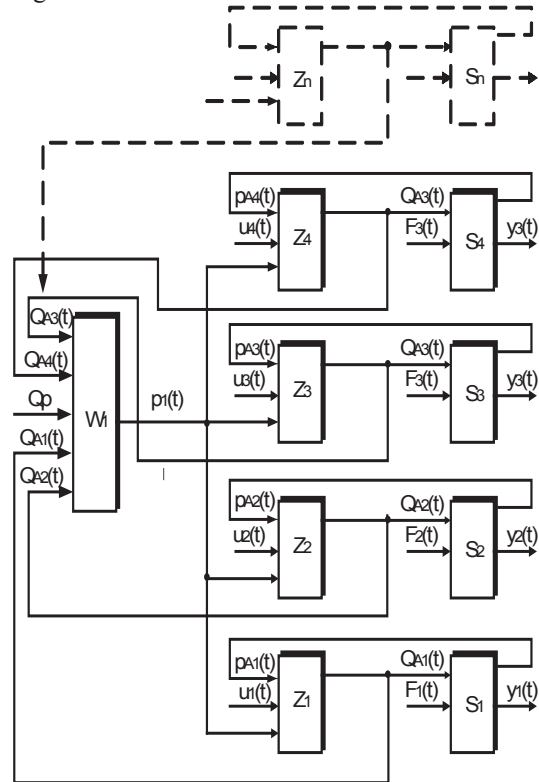 Zn
Sn
pA4(t)
QA3(t)
u4(t)
Z4
F3(t)
S4
y3(t)
QA3(t)
QA4(t)
Qp
QA1(t)
QA2(t)
W1
p1(t)
pA3(t)
QA3(t)
u3(t)
Z3
F3(t)
S3
y3(t)
pA2(t)
QA2(t)
u2(t)
Z2
F2(t)
S2
y2(t)
pA1(t)
QA1(t)
u1(t)
Z1
F1(t)
S1
y1(t)